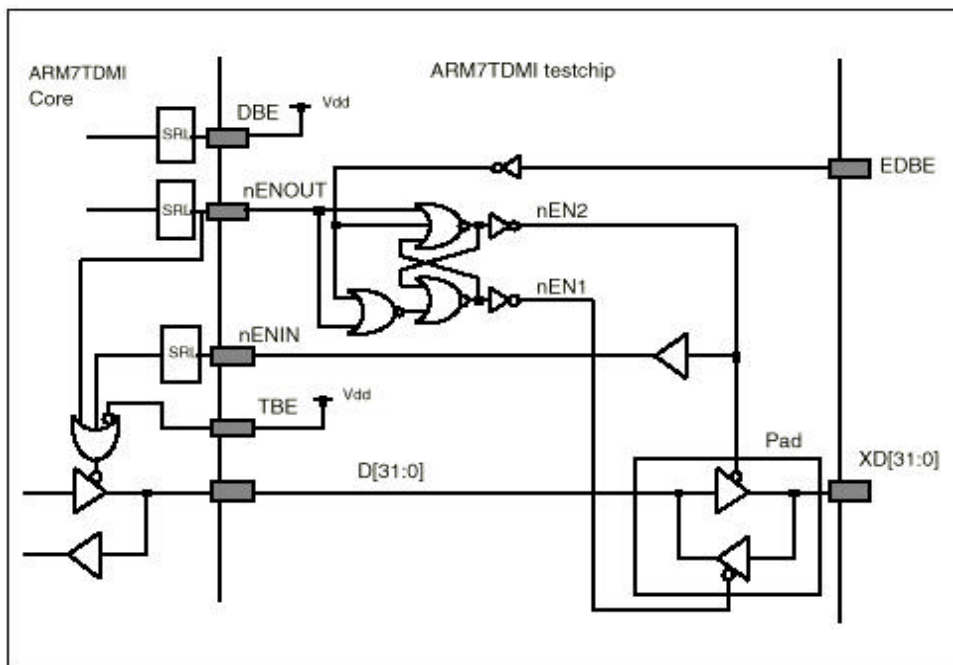 ARM7TDMI
Core
ARM7TDMI testchip
DBE
Vdd
SRL
EDBE
nENOUT
SRL
nEN2
nEN1
nENIN
SRL
TBE
Vdd
Pad
D[31:0]
XD[31:0]